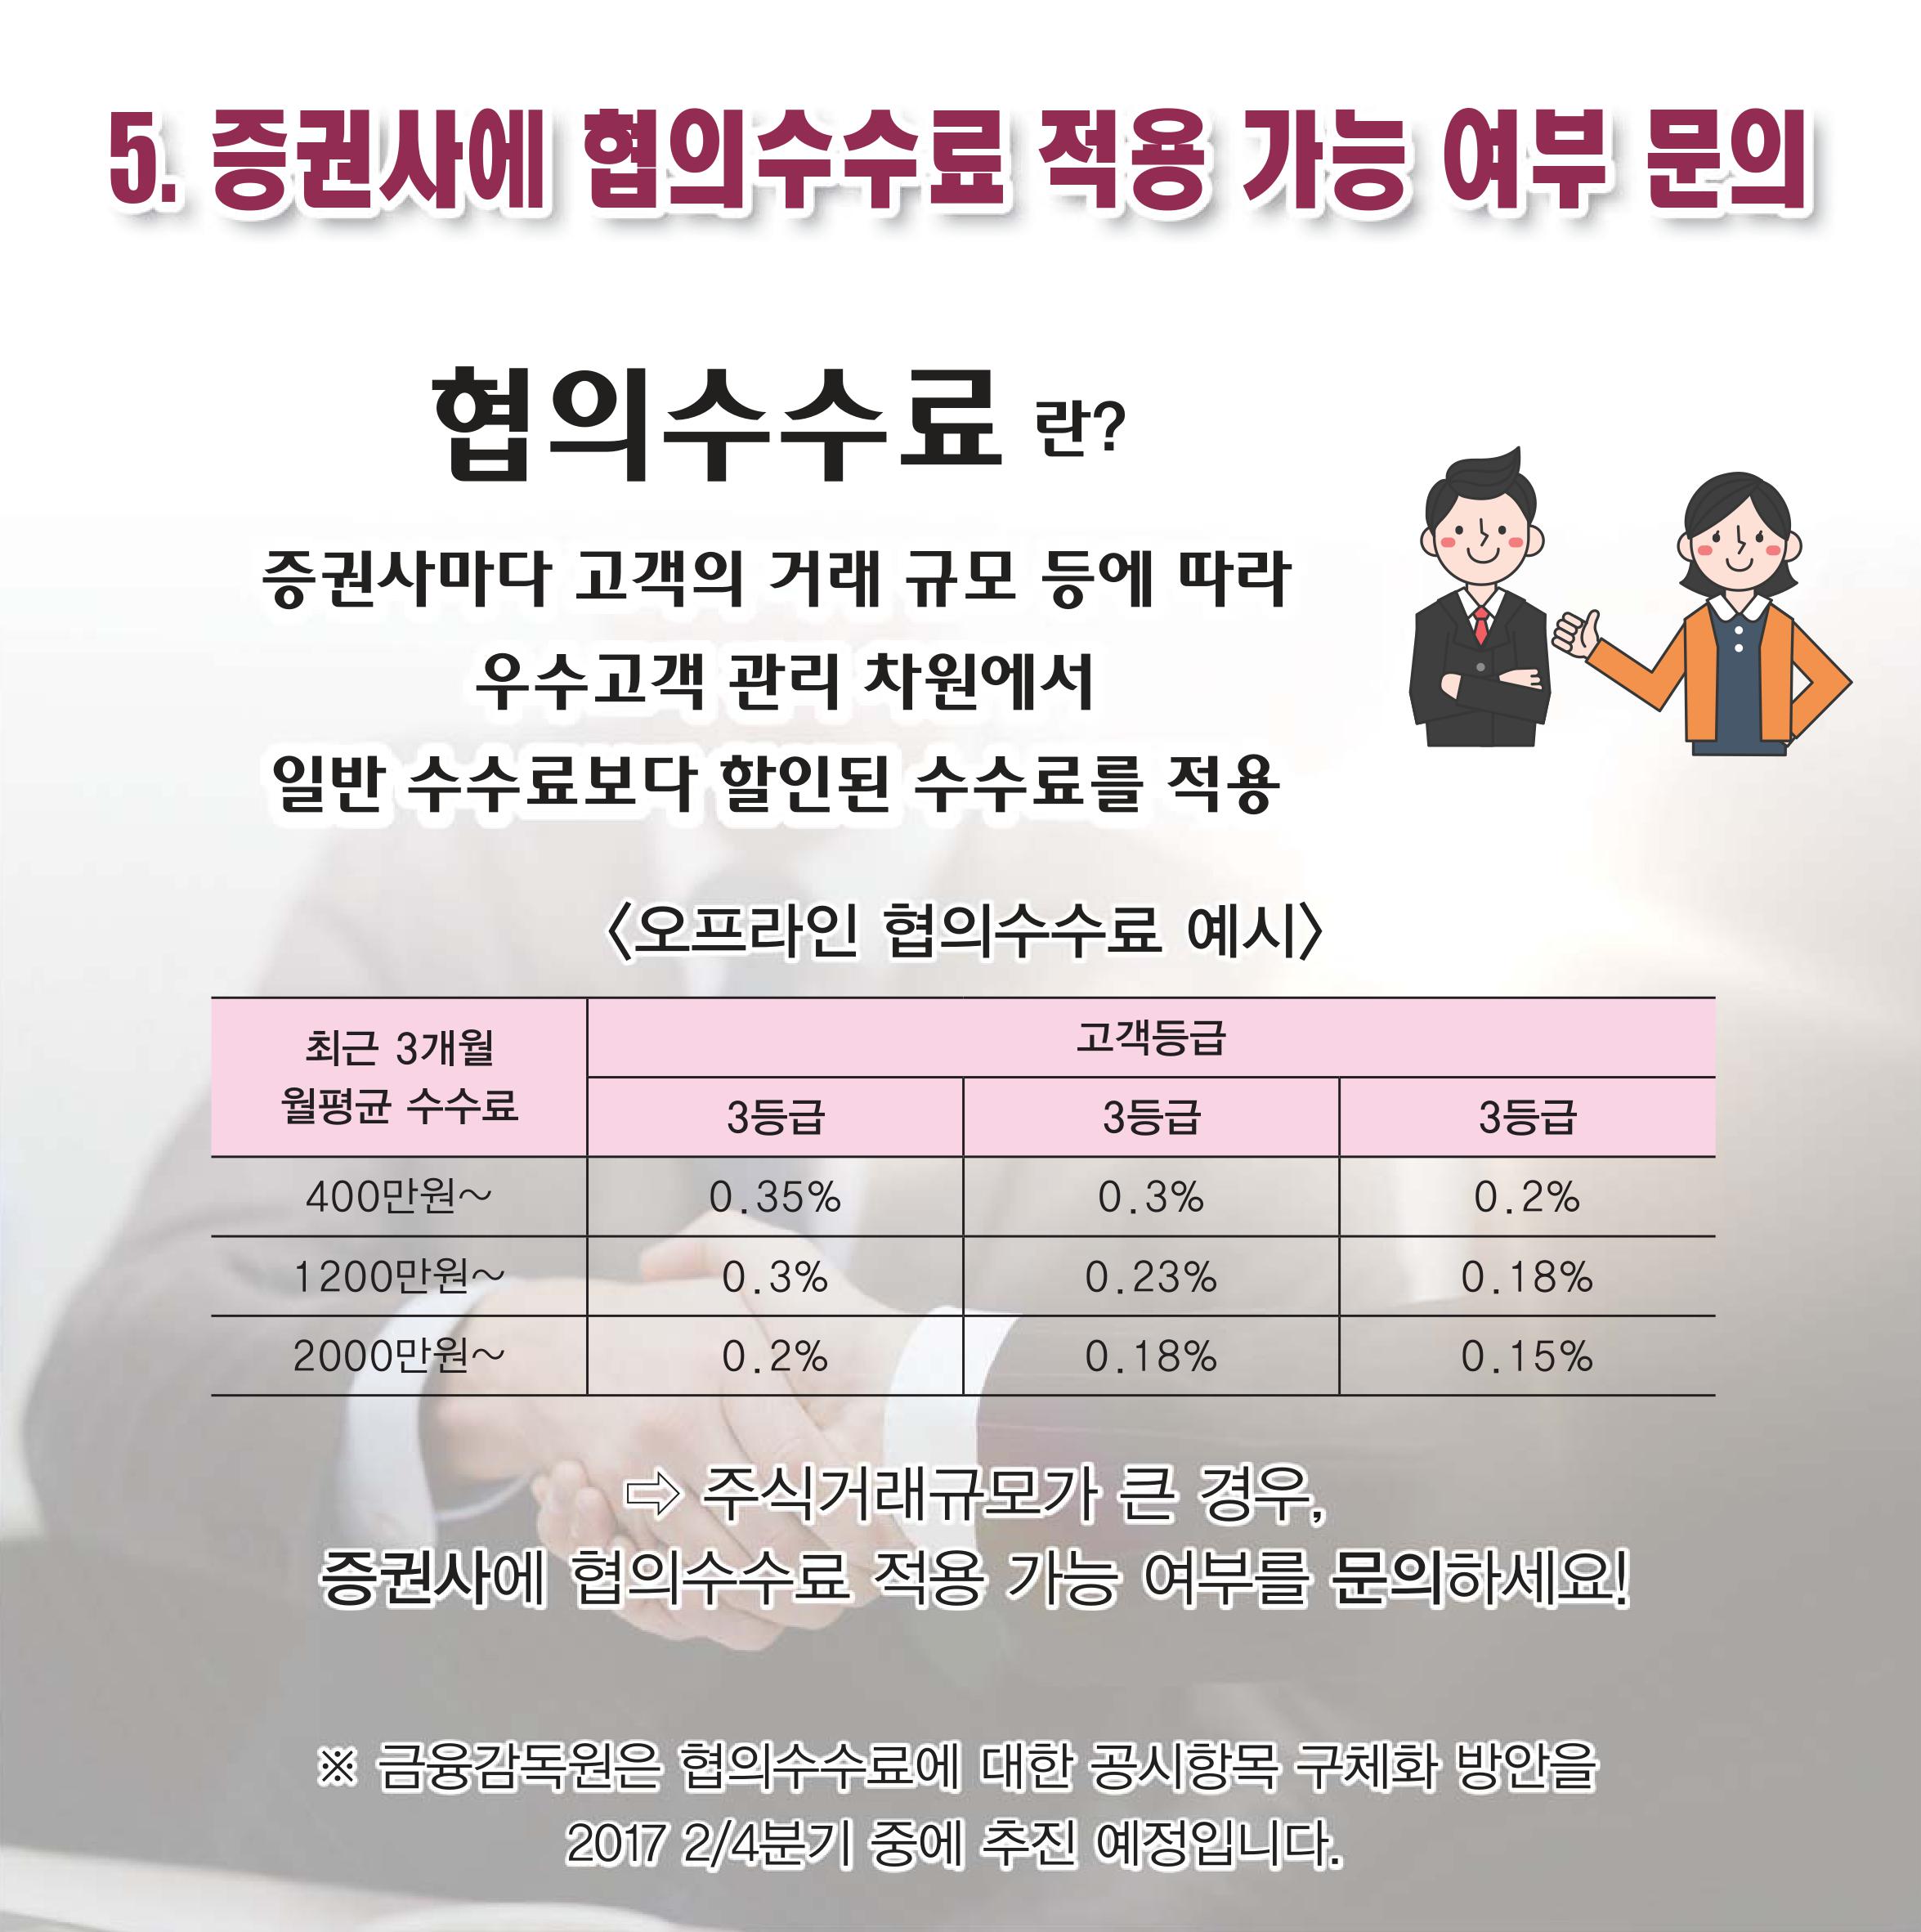 5. 증권사에 협의수수료 적용 가능 여부 문의
협의수수료 란?
증권사마다 고객의 거래 규모 등에 따라
우수고객 관리 차원에서
일반 수수료보다 할인된 수수료를 적용
〈오프라인 협의수수료 예시〉
최근 3개월
월평균 수수료
고객등급
3등급 3등급 3등급
400만원~ 0.35% 0.3% 0.2%
1200만원~ 0.3% 0.23% 0.18%
2000만원~ 0.2% 0.18% 0.15%
⇨ 주식거래규모가 큰 경우,
증권사에 협의수수료 적용 가능 여부를 문의하세요!
※ 금융감독원은 협의수수료에 대한 공시항목 구체화 방안을
2017 2/4분기 중에 추진 예정입니다.